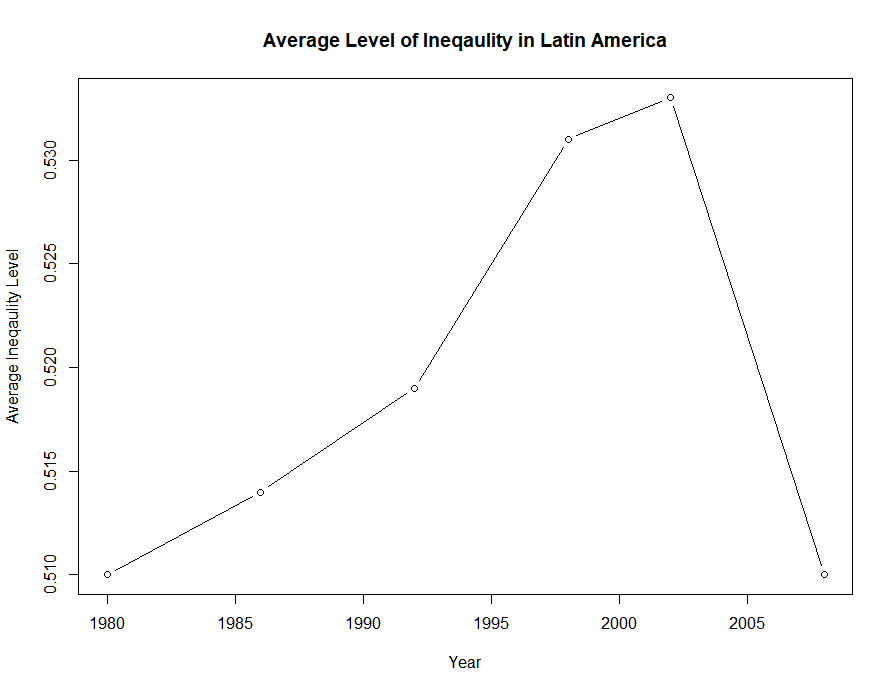 Average Level of Ineqaulity in Latin America
Average Ineqaulity Level
0.530
0.525
0.520
0.515
0.510
1980 1985 1990 1995 2000 2005
Year